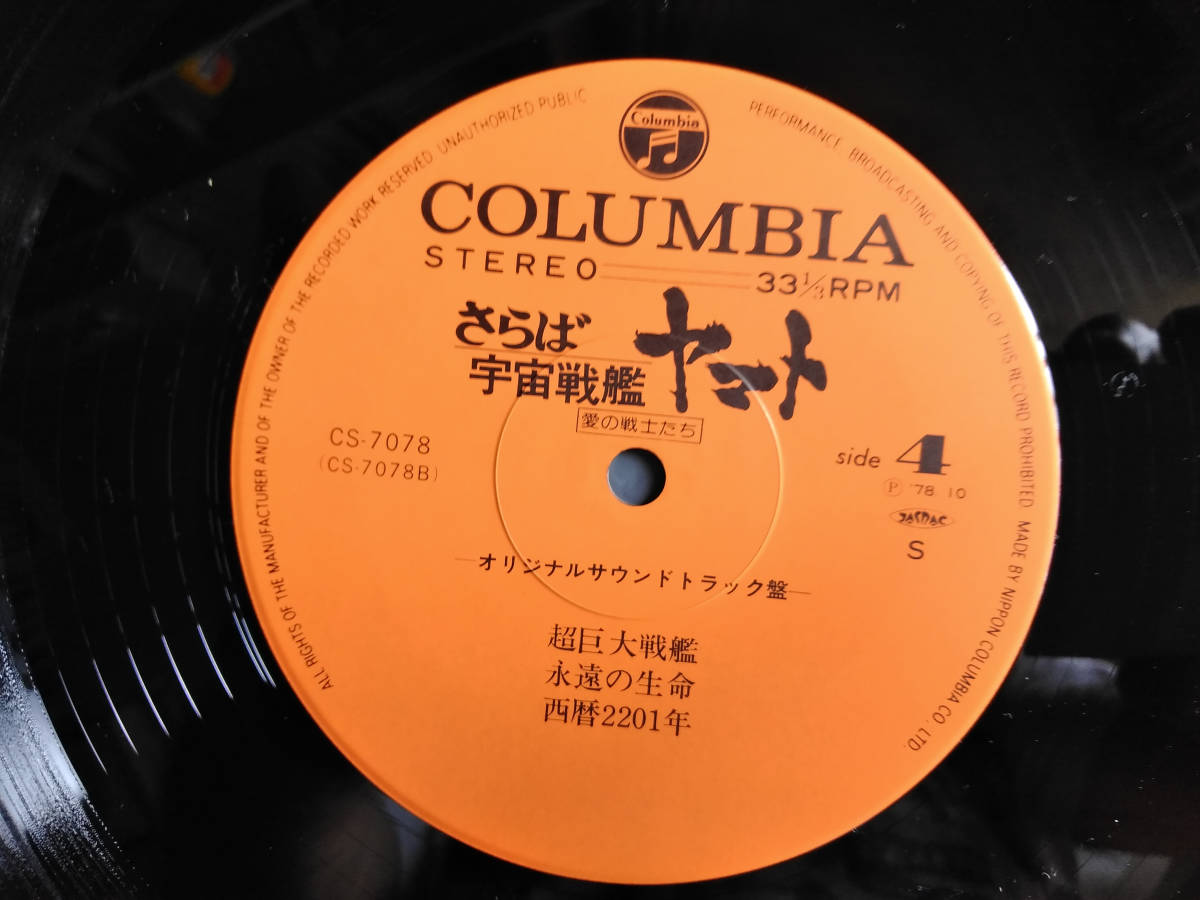 Columbia
COLUMBIA
STEREO 33 1/3 RPM
さらば
宇宙戦艦
ヤマト
愛の戦士たち
CS-7078
(CS-7078B)
side 4
Ⓟ '78 10
JASRAC
S
—オリジナルサウンドトラック盤—
超巨大戦艦
永遠の生命
西暦2201年
ALL RIGHTS OF THE MANUFACTURER AND OF THE OWNER OF THE RECORDED WORK RESERVED UNAUTHORIZED PUBLIC PERFORMANCE BROADCASTING AND COPYING OF THIS RECORD PROHIBITED. MADE BY NIPPON COLUMBIA CO., LTD.